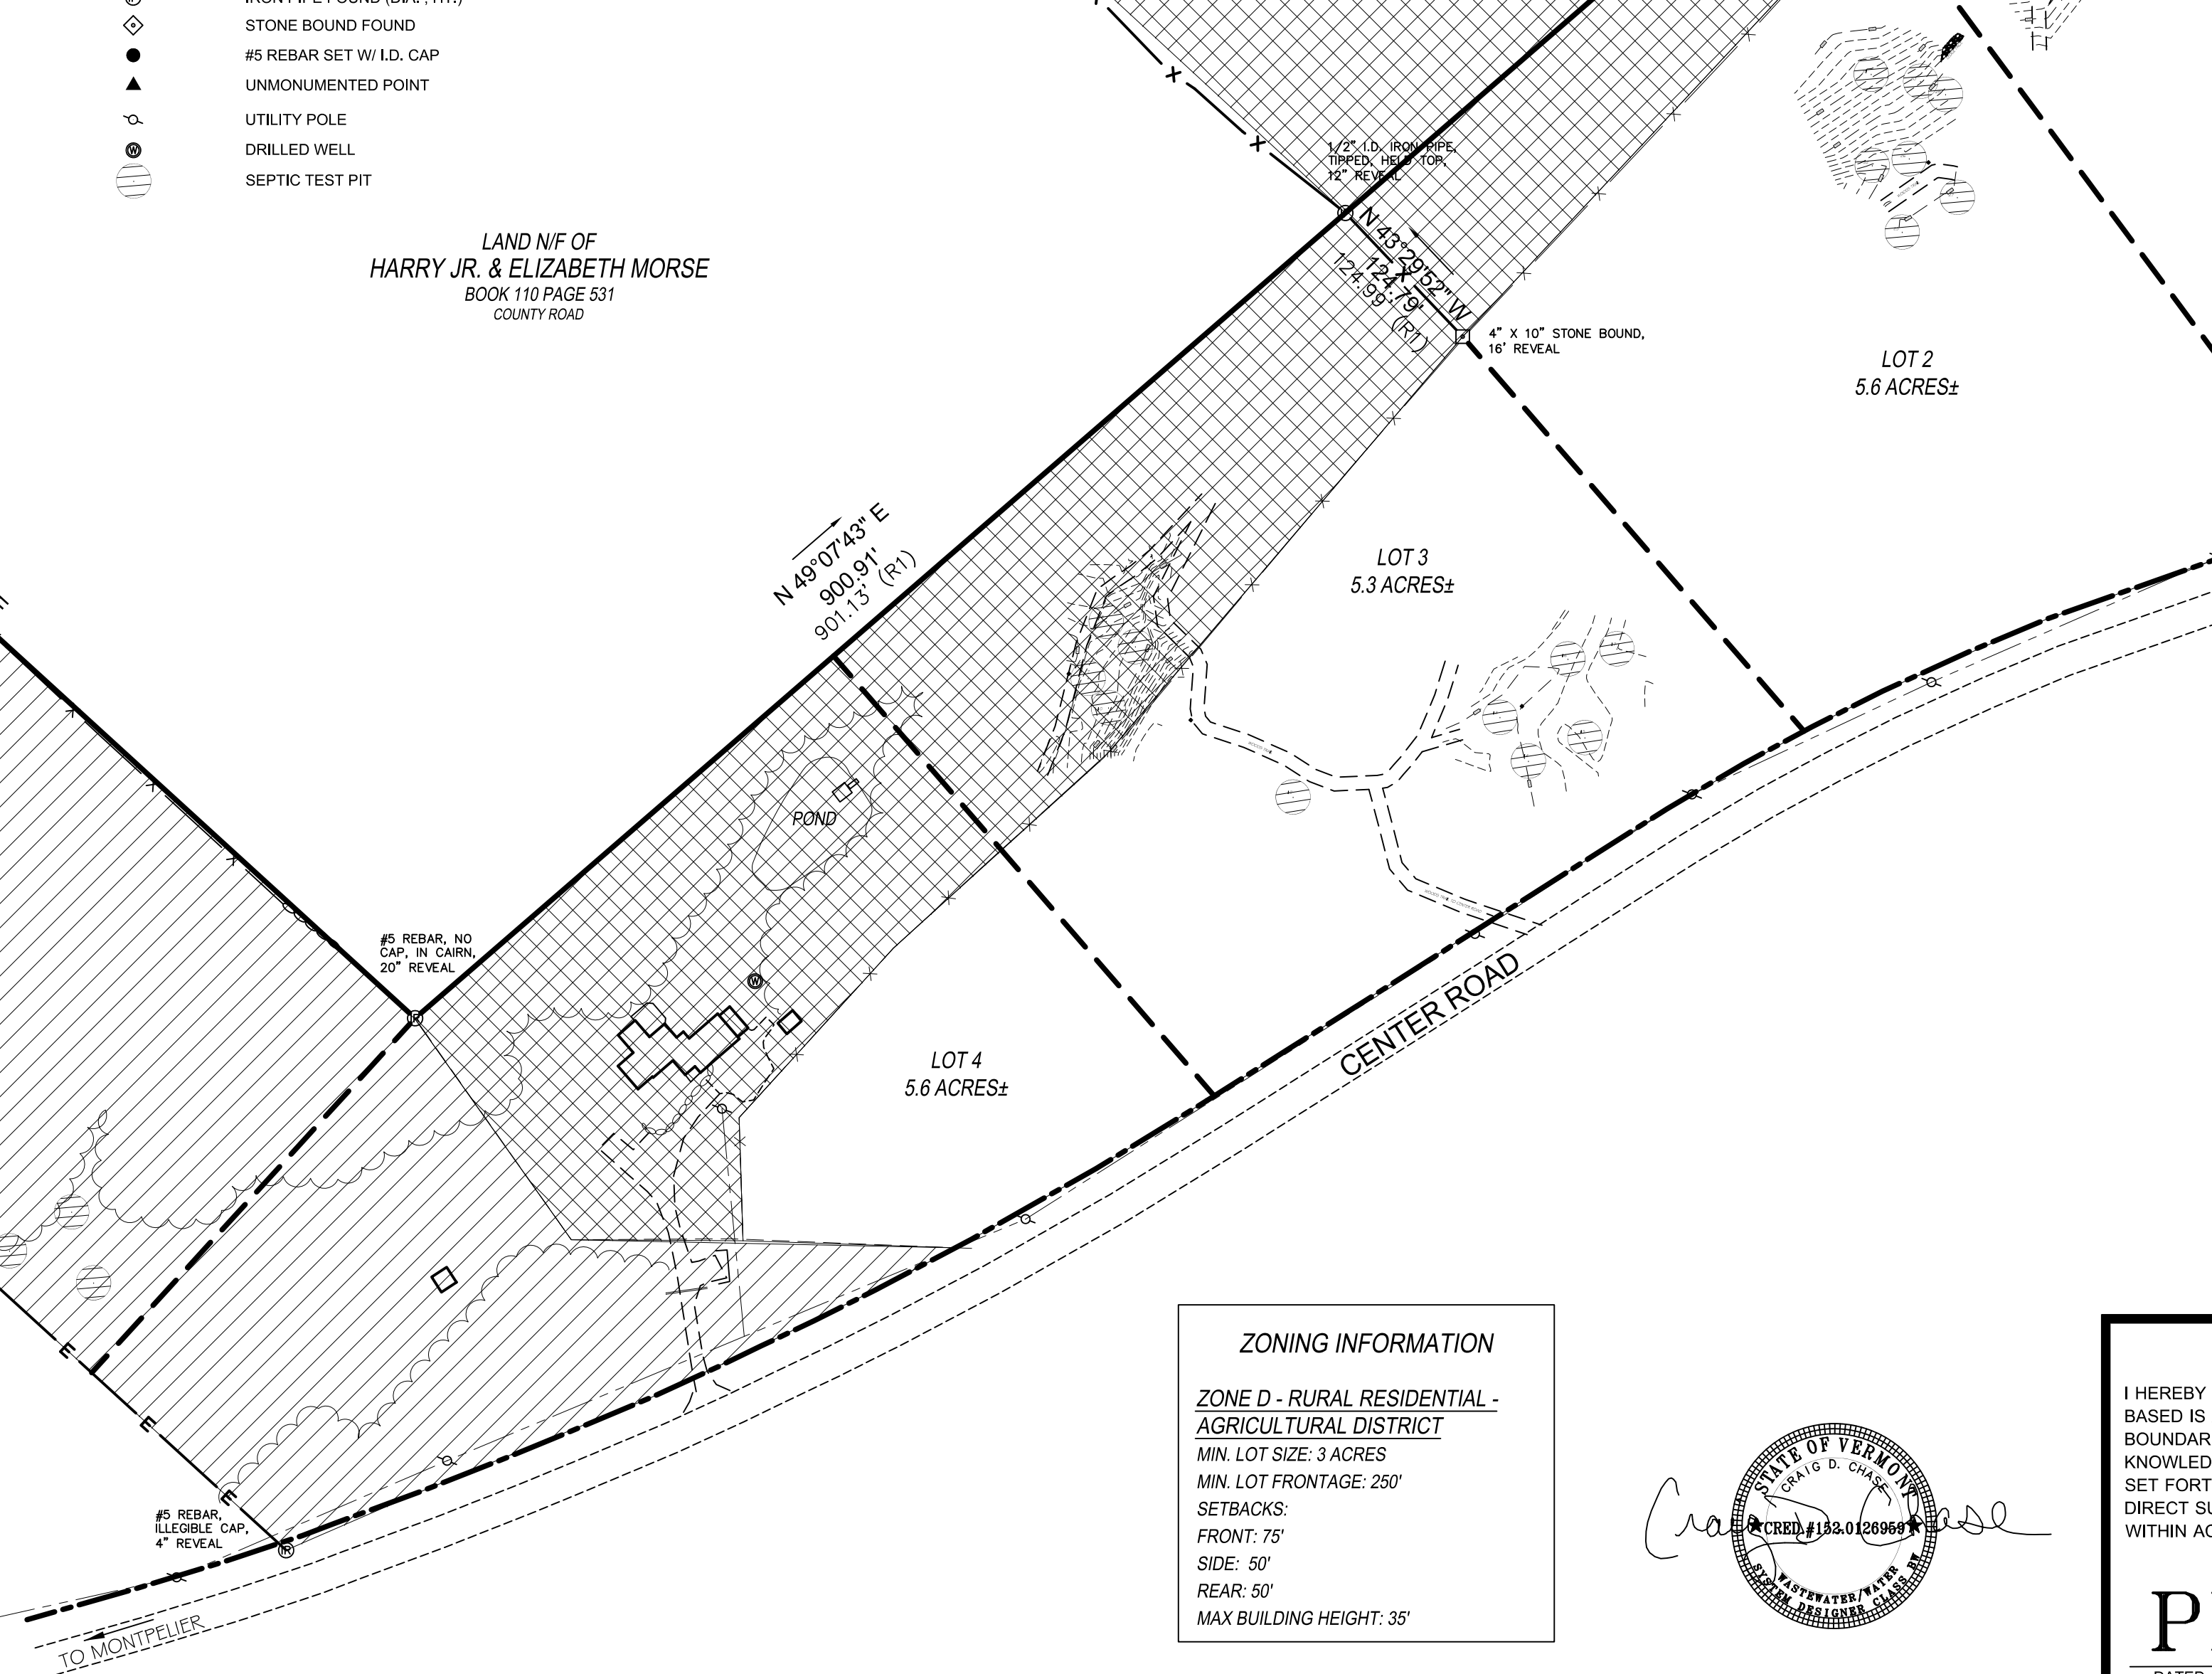 STONE BOUND FOUND
#5 REBAR SET W/ I.D. CAP
UNMONUMENTED POINT
UTILITY POLE
W DRILLED WELL
SEPTIC TEST PIT
LAND N/F OF
HARRY JR. & ELIZABETH MORSE
BOOK 110 PAGE 531
COUNTY ROAD
1/2" I.D. IRON PIPE,
TIPPED, HELD TOP,
12" REVEAL
N 43°29'52" W
124.79'
124.99' (R1)
4" X 10" STONE BOUND,
16' REVEAL
LOT 2
5.6 ACRES±
N 49°07'43" E
900.91'
901.13' (R1)
LOT 3
5.3 ACRES±
POND
#5 REBAR, NO
CAP, IN CAIRN,
20" REVEAL
W
LOT 4
5.6 ACRES±
CENTER ROAD
E
E
E
#5 REBAR,
ILLEGIBLE CAP,
4" REVEAL
TO MONTPELIER
ZONING INFORMATION
ZONE D - RURAL RESIDENTIAL -
AGRICULTURAL DISTRICT
MIN. LOT SIZE: 3 ACRES
MIN. LOT FRONTAGE: 250'
SETBACKS:
FRONT: 75'
SIDE: 50'
REAR: 50'
MAX BUILDING HEIGHT: 35'
STATE OF VERMONT
CRAIG D. CHASE
CRED.#152.0126959
WASTEWATER/WATER
SYSTEM DESIGNER CLASS BW
Craig D Chase
I HEREBY
BASED IS
BOUNDAR
KNOWLED
SET FORT
DIRECT SU
WITHIN AC